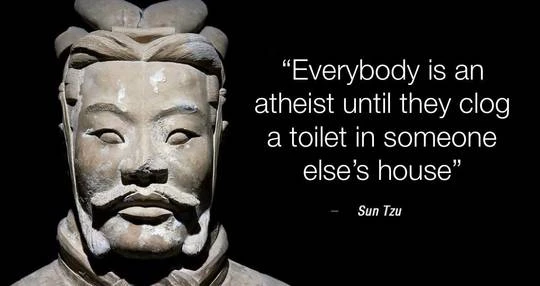 “Everybody is an
atheist until they clog
a toilet in someone
else’s house”
– Sun Tzu